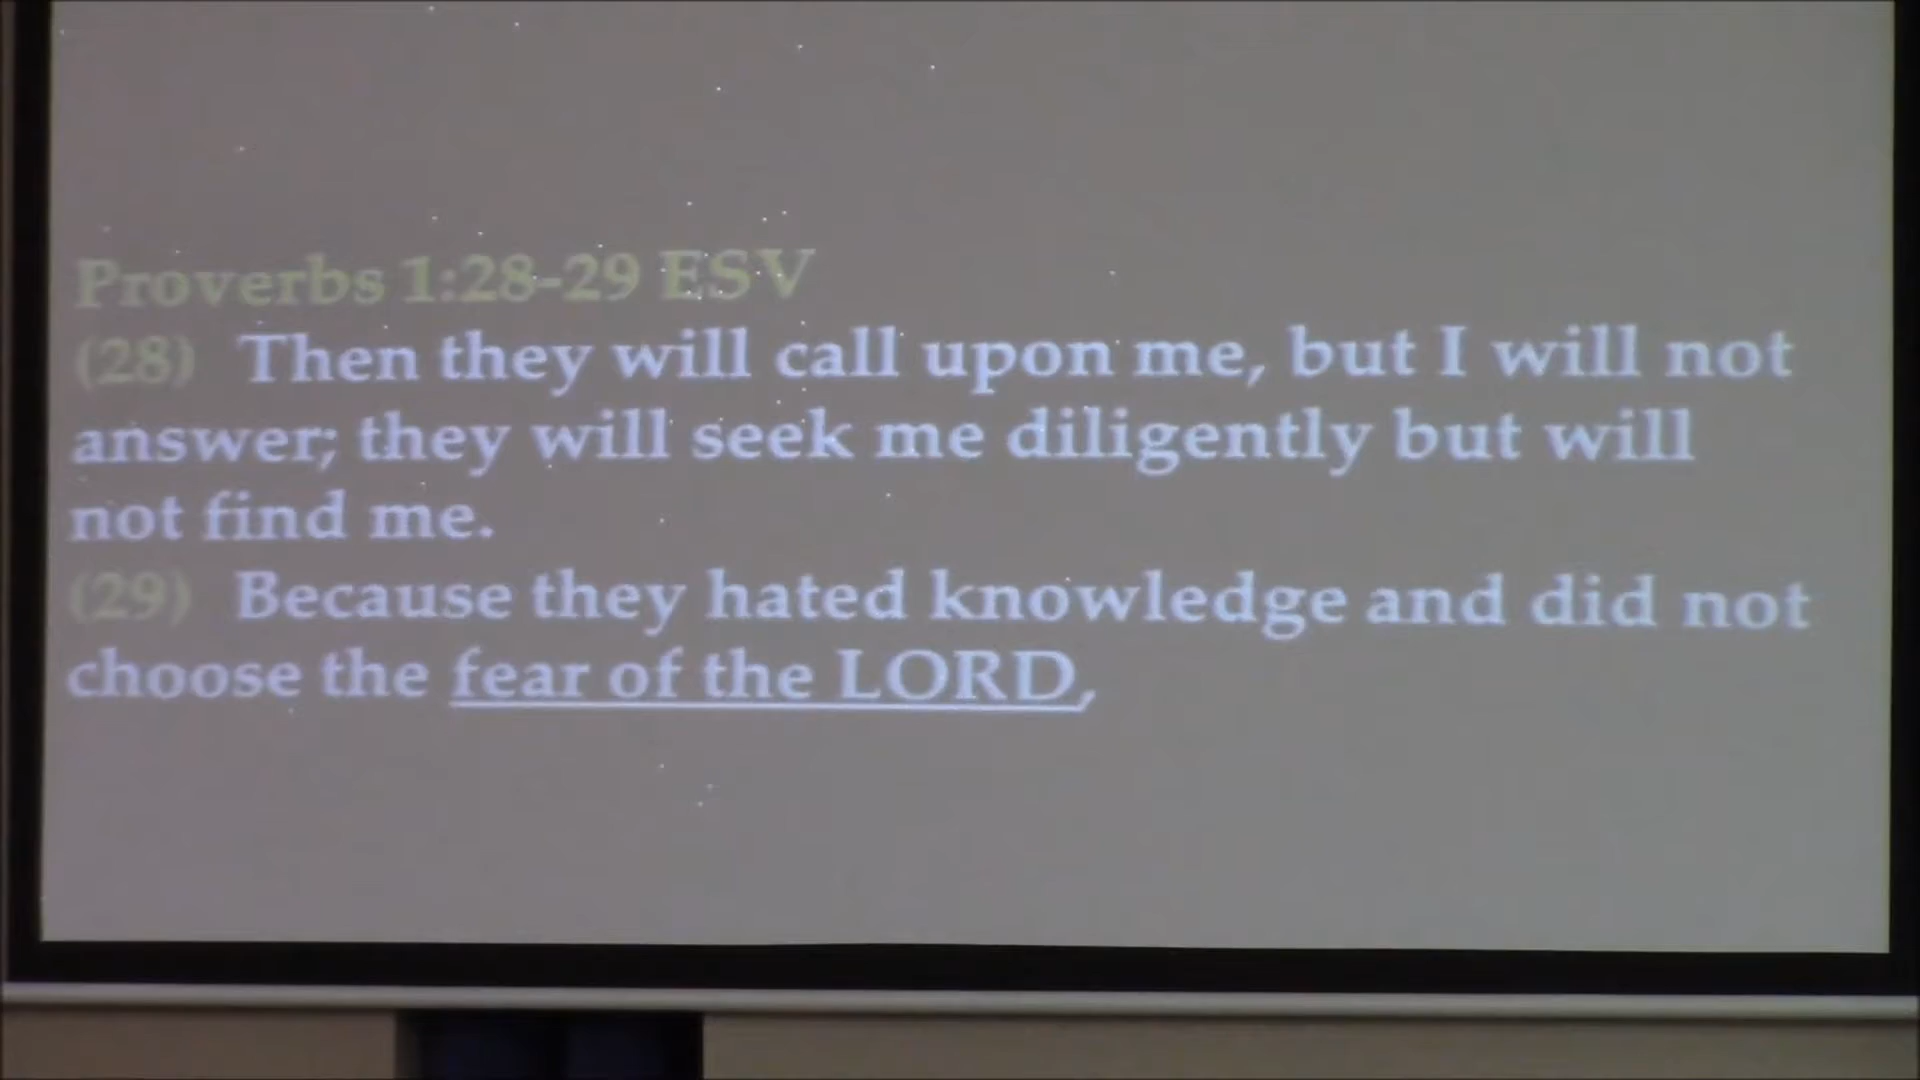 Proverbs 1:28-29 ESV
(28) Then they will call upon me, but I will not
answer; they will seek me diligently but will
not find me.
(29) Because they hated knowledge and did not
choose the fear of the LORD,